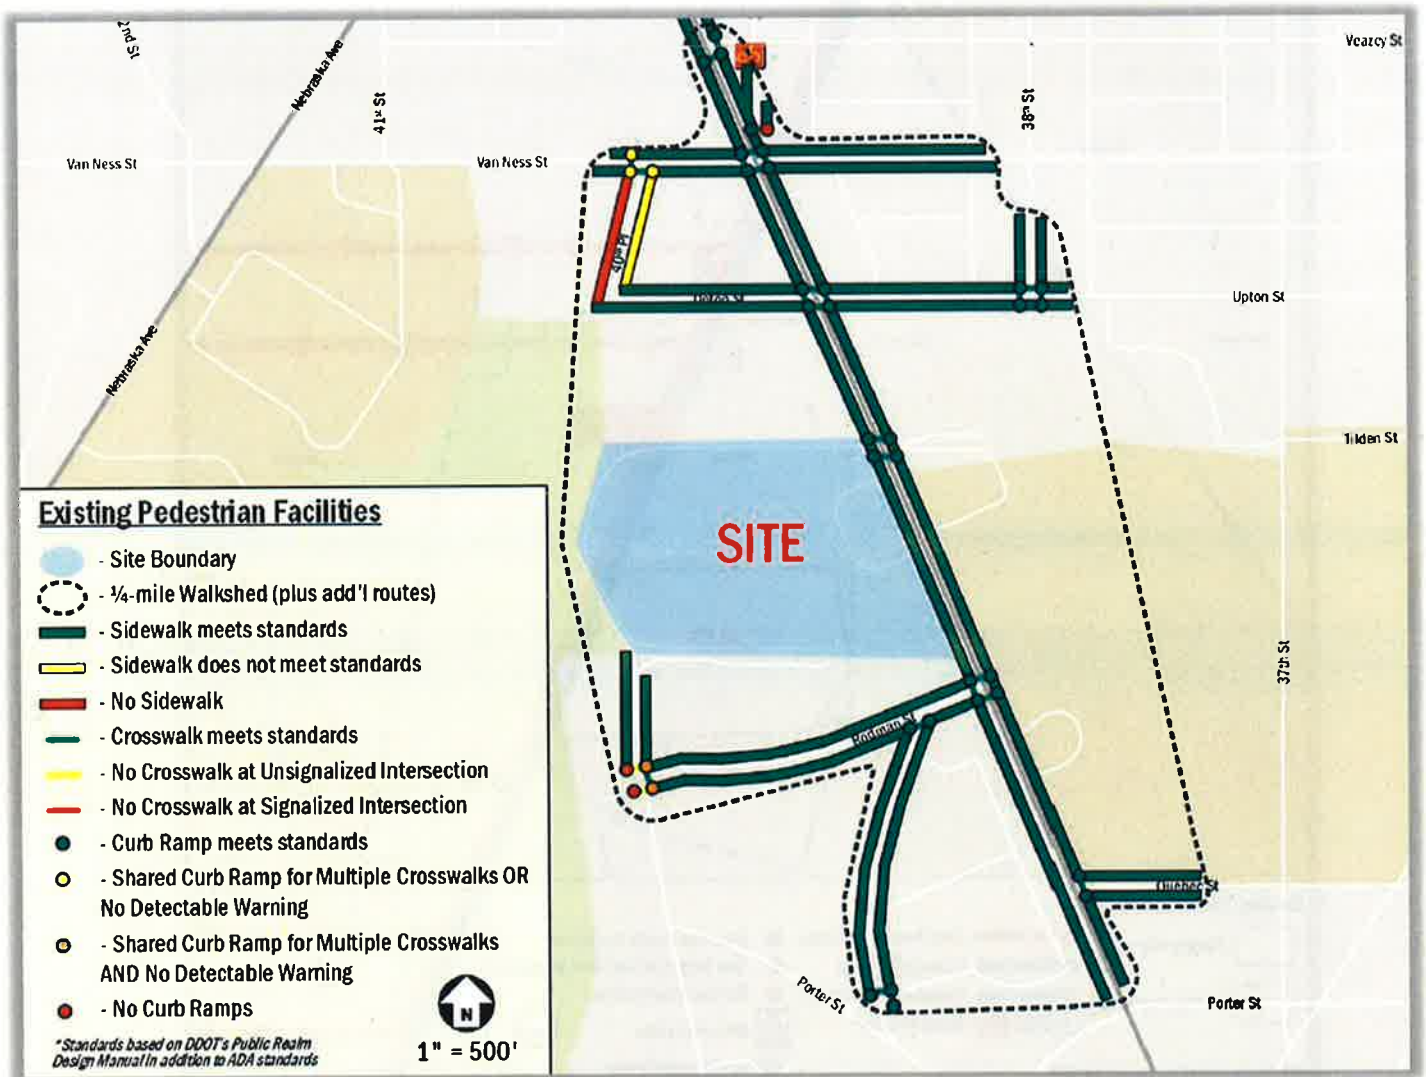 2nd St
Nebraska Ave
41st St
38th St
Veazey St
Van Ness St
Van Ness St
40th Pl
Upton St
Upton St
Nebraska Ave
Tilden St
SITE
37th St
Rodman St
Quebec St
Porter St
Porter St
Existing Pedestrian Facilities
- Site Boundary
- ¼-mile Walkshed (plus add'l routes)
- Sidewalk meets standards
- Sidewalk does not meet standards
- No Sidewalk
- Crosswalk meets standards
- No Crosswalk at Unsignalized Intersection
- No Crosswalk at Signalized Intersection
- Curb Ramp meets standards
- Shared Curb Ramp for Multiple Crosswalks OR
No Detectable Warning
- Shared Curb Ramp for Multiple Crosswalks
AND No Detectable Warning
- No Curb Ramps
N
*Standards based on DDOT's Public Realm
Design Manual in addition to ADA standards
1" = 500'